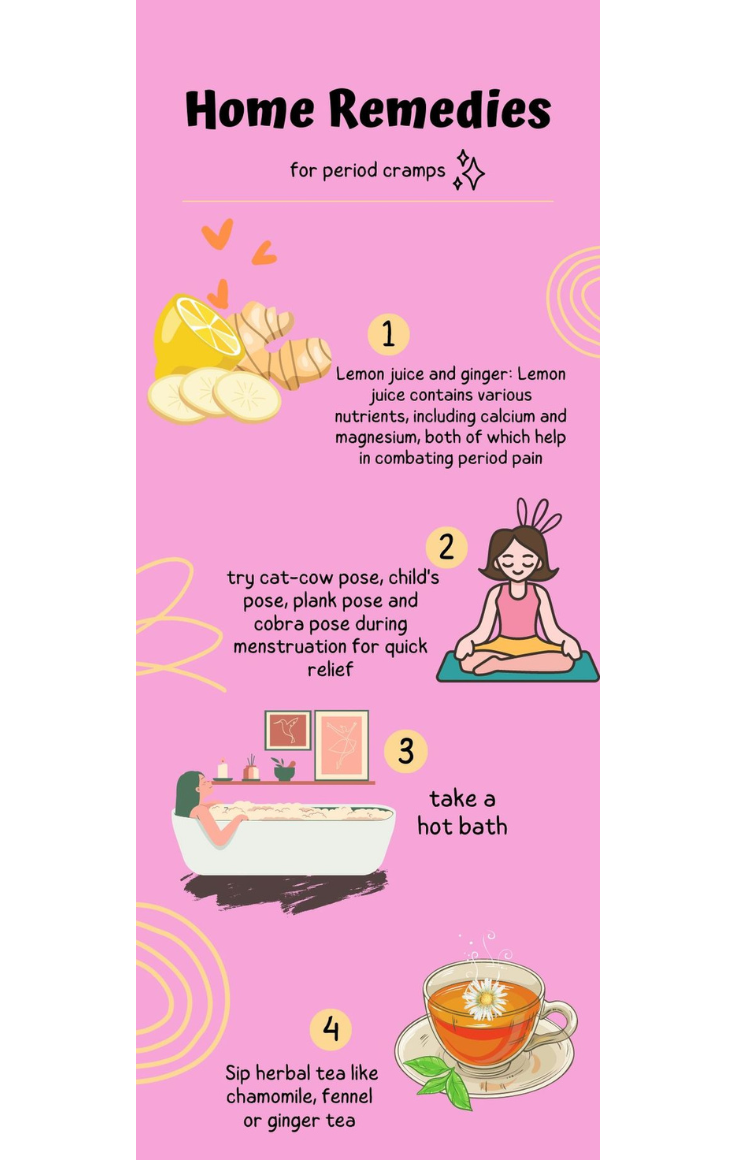 Home Remedies
for period cramps
1
Lemon juice and ginger: Lemon
juice contains various
nutrients, including calcium and
magnesium, both of which help
in combating period pain
2
try cat-cow pose, child's
pose, plank pose and
cobra pose during
menstruation for quick
relief
3
take a
hot bath
4
Sip herbal tea like
chamomile, fennel
or ginger tea